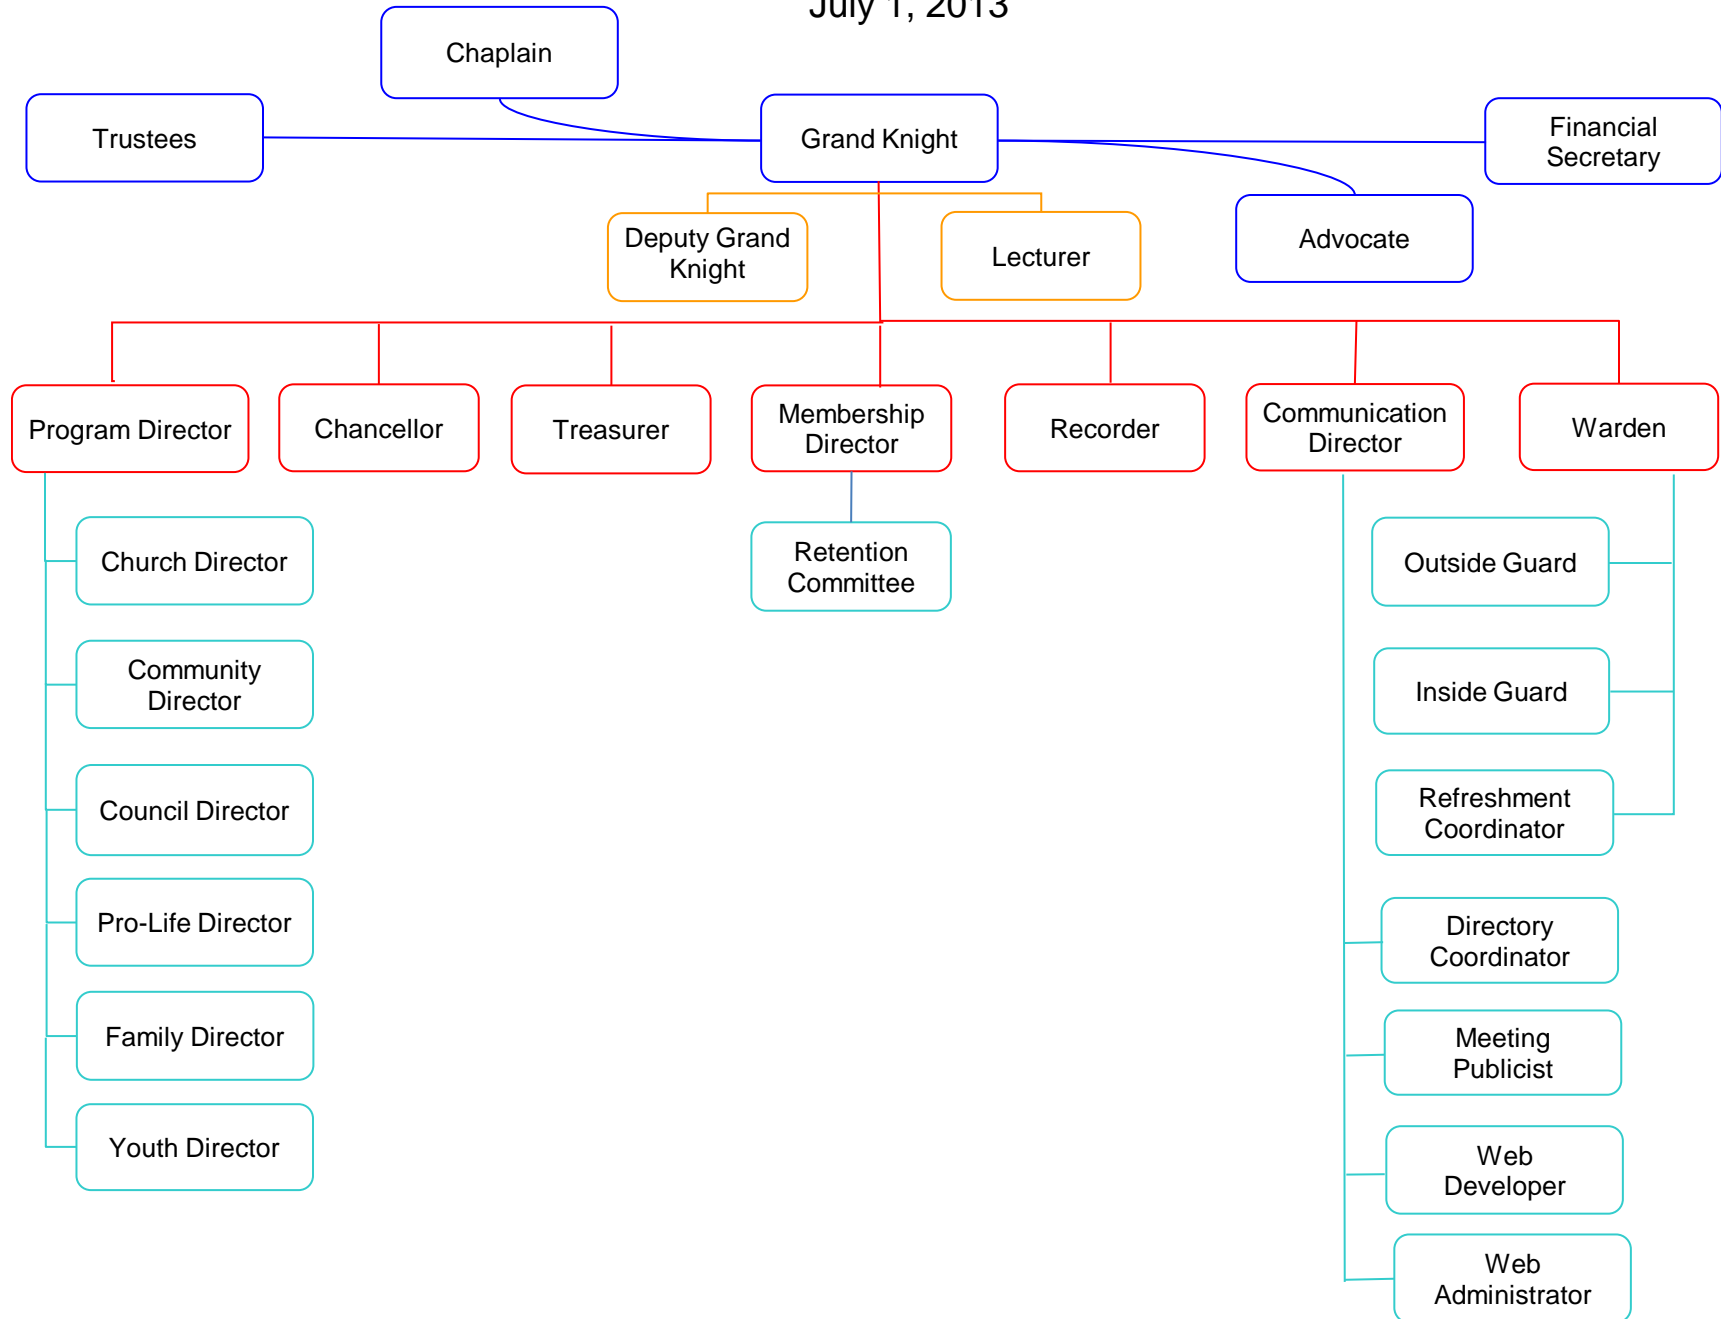 July 1, 2013
Chaplain
Trustees
Grand Knight
Financial
Secretary
Deputy Grand
Knight
Lecturer
Advocate
Program Director
Chancellor
Treasurer
Membership
Director
Recorder
Communication
Director
Warden
Church Director
Retention
Committee
Outside Guard
Community
Director
Inside Guard
Council Director
Refreshment
Coordinator
Pro-Life Director
Directory
Coordinator
Family Director
Meeting
Publicist
Youth Director
Web
Developer
Web
Administrator